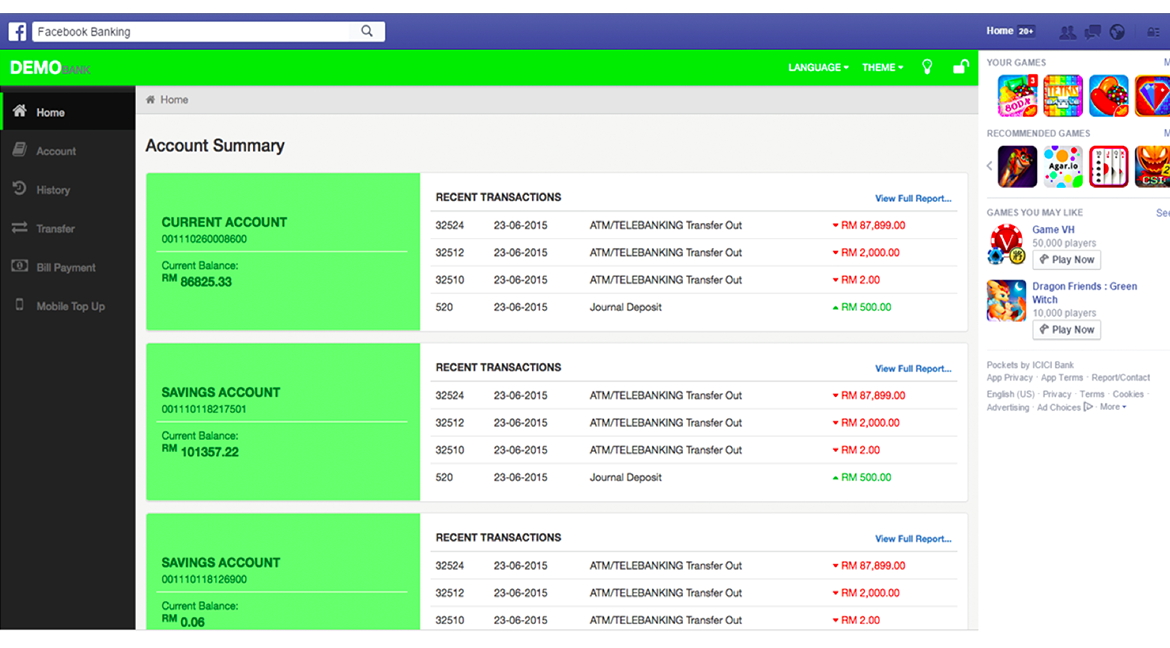 Facebook Banking
Home 20+
DEMOBANK
LANGUAGE
THEME
Home
Account
History
Transfer
Bill Payment
Mobile Top Up
Home
Account Summary
CURRENT ACCOUNT
001110260008600
Current Balance:
RM 86825.33
RECENT TRANSACTIONS
View Full Report...
32524 23-06-2015 ATM/TELEBANKING Transfer Out RM 87,899.00
32512 23-06-2015 ATM/TELEBANKING Transfer Out RM 2,000.00
32510 23-06-2015 ATM/TELEBANKING Transfer Out RM 2.00
520 23-06-2015 Journal Deposit RM 500.00
SAVINGS ACCOUNT
001110118217501
Current Balance:
RM 101357.22
RECENT TRANSACTIONS
View Full Report...
32524 23-06-2015 ATM/TELEBANKING Transfer Out RM 87,899.00
32512 23-06-2015 ATM/TELEBANKING Transfer Out RM 2,000.00
32510 23-06-2015 ATM/TELEBANKING Transfer Out RM 2.00
520 23-06-2015 Journal Deposit RM 500.00
SAVINGS ACCOUNT
001110118126900
Current Balance:
RM 0.06
RECENT TRANSACTIONS
View Full Report...
32524 23-06-2015 ATM/TELEBANKING Transfer Out RM 87,899.00
32512 23-06-2015 ATM/TELEBANKING Transfer Out RM 2,000.00
32510 23-06-2015 ATM/TELEBANKING Transfer Out RM 2.00
YOUR GAMES M
3
SODA
TETRIS
RECOMMENDED GAMES M
Agar.io
CSI
2
GAMES YOU MAY LIKE See
Game VH
50,000 players
Play Now
Dragon Friends : Green
Witch
10,000 players
Play Now
Pockets by ICICI Bank
App Privacy · App Terms · Report/Contact
English (US) · Privacy · Terms · Cookies ·
Advertising · Ad Choices · More